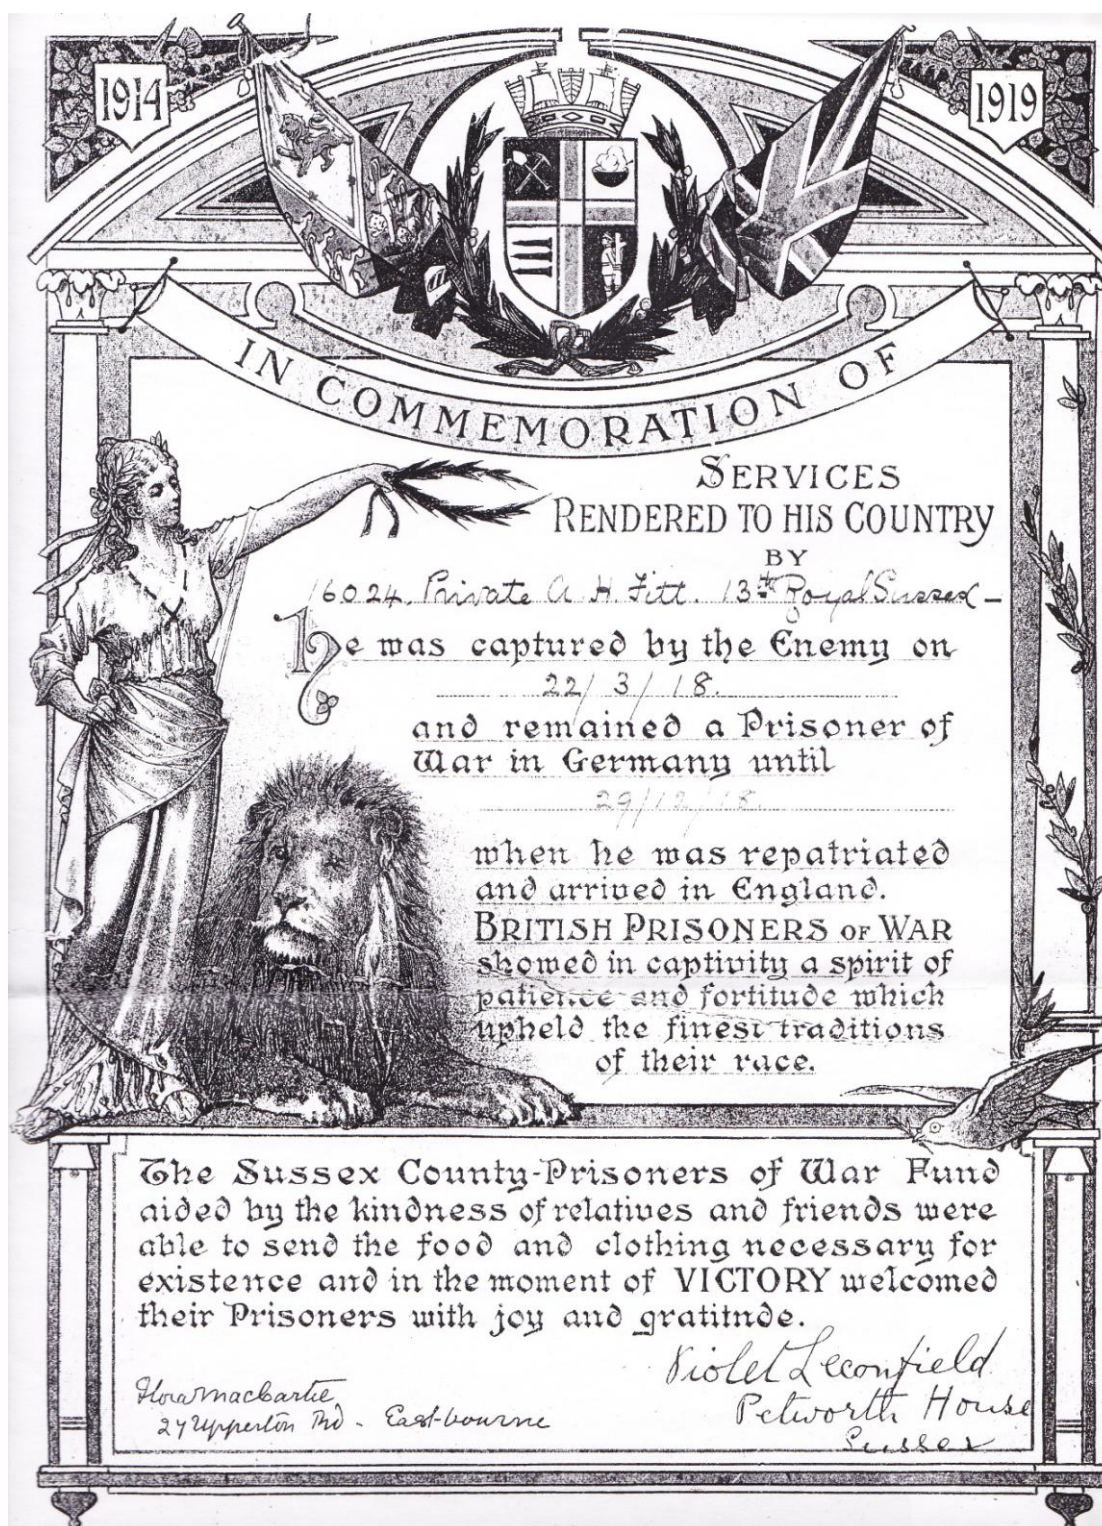 1914
1919
IN COMMEMORATION OF
SERVICES
RENDERED TO HIS COUNTRY
BY
16024. Private A. H. Fitt. 13th Royal Sussex -
He was captured by the Enemy on
22/3/18.
and remained a Prisoner of
War in Germany until
29/12/18.
when he was repatriated
and arrived in England.
BRITISH PRISONERS OF WAR
showed in captivity a spirit of
patience and fortitude which
upheld the finest traditions
of their race.
The Sussex County-Prisoners of War Fund
aided by the kindness of relatives and friends were
able to send the food and clothing necessary for
existence and in the moment of VICTORY welcomed
their Prisoners with joy and gratitnde.
Violet Leconfield
Petworth House
Sussex
Flora MacCartie
27 Upperton Rd - Eastbourne